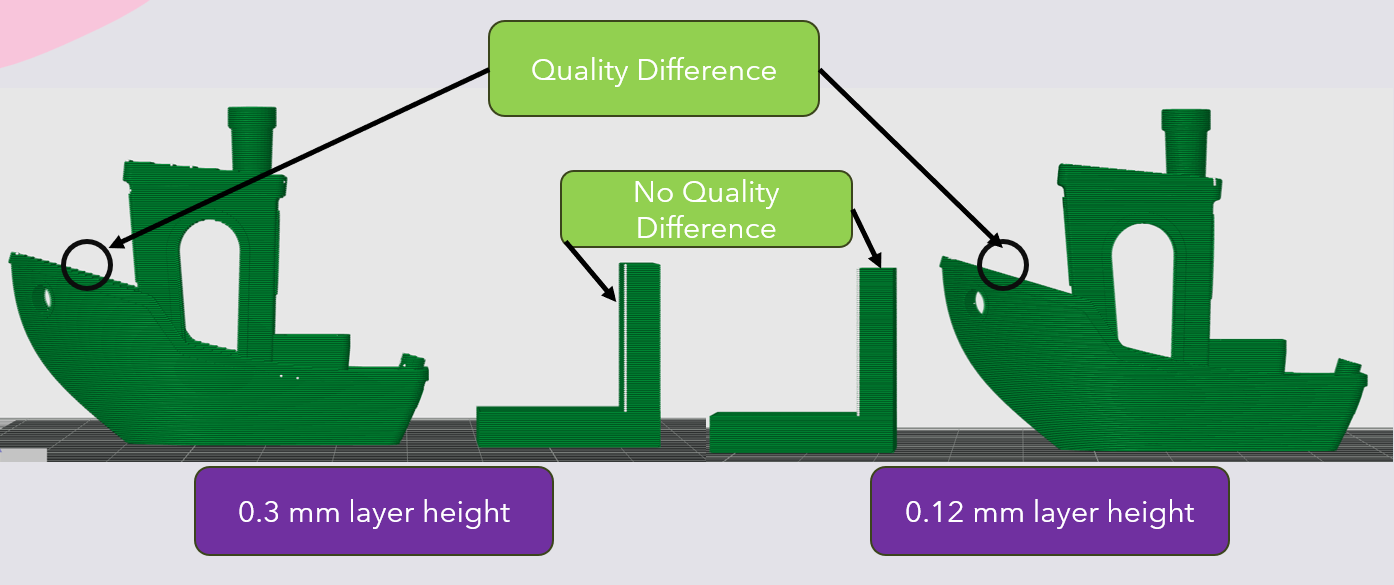 Quality Difference
No Quality
Difference
0.3 mm layer height
0.12 mm layer height